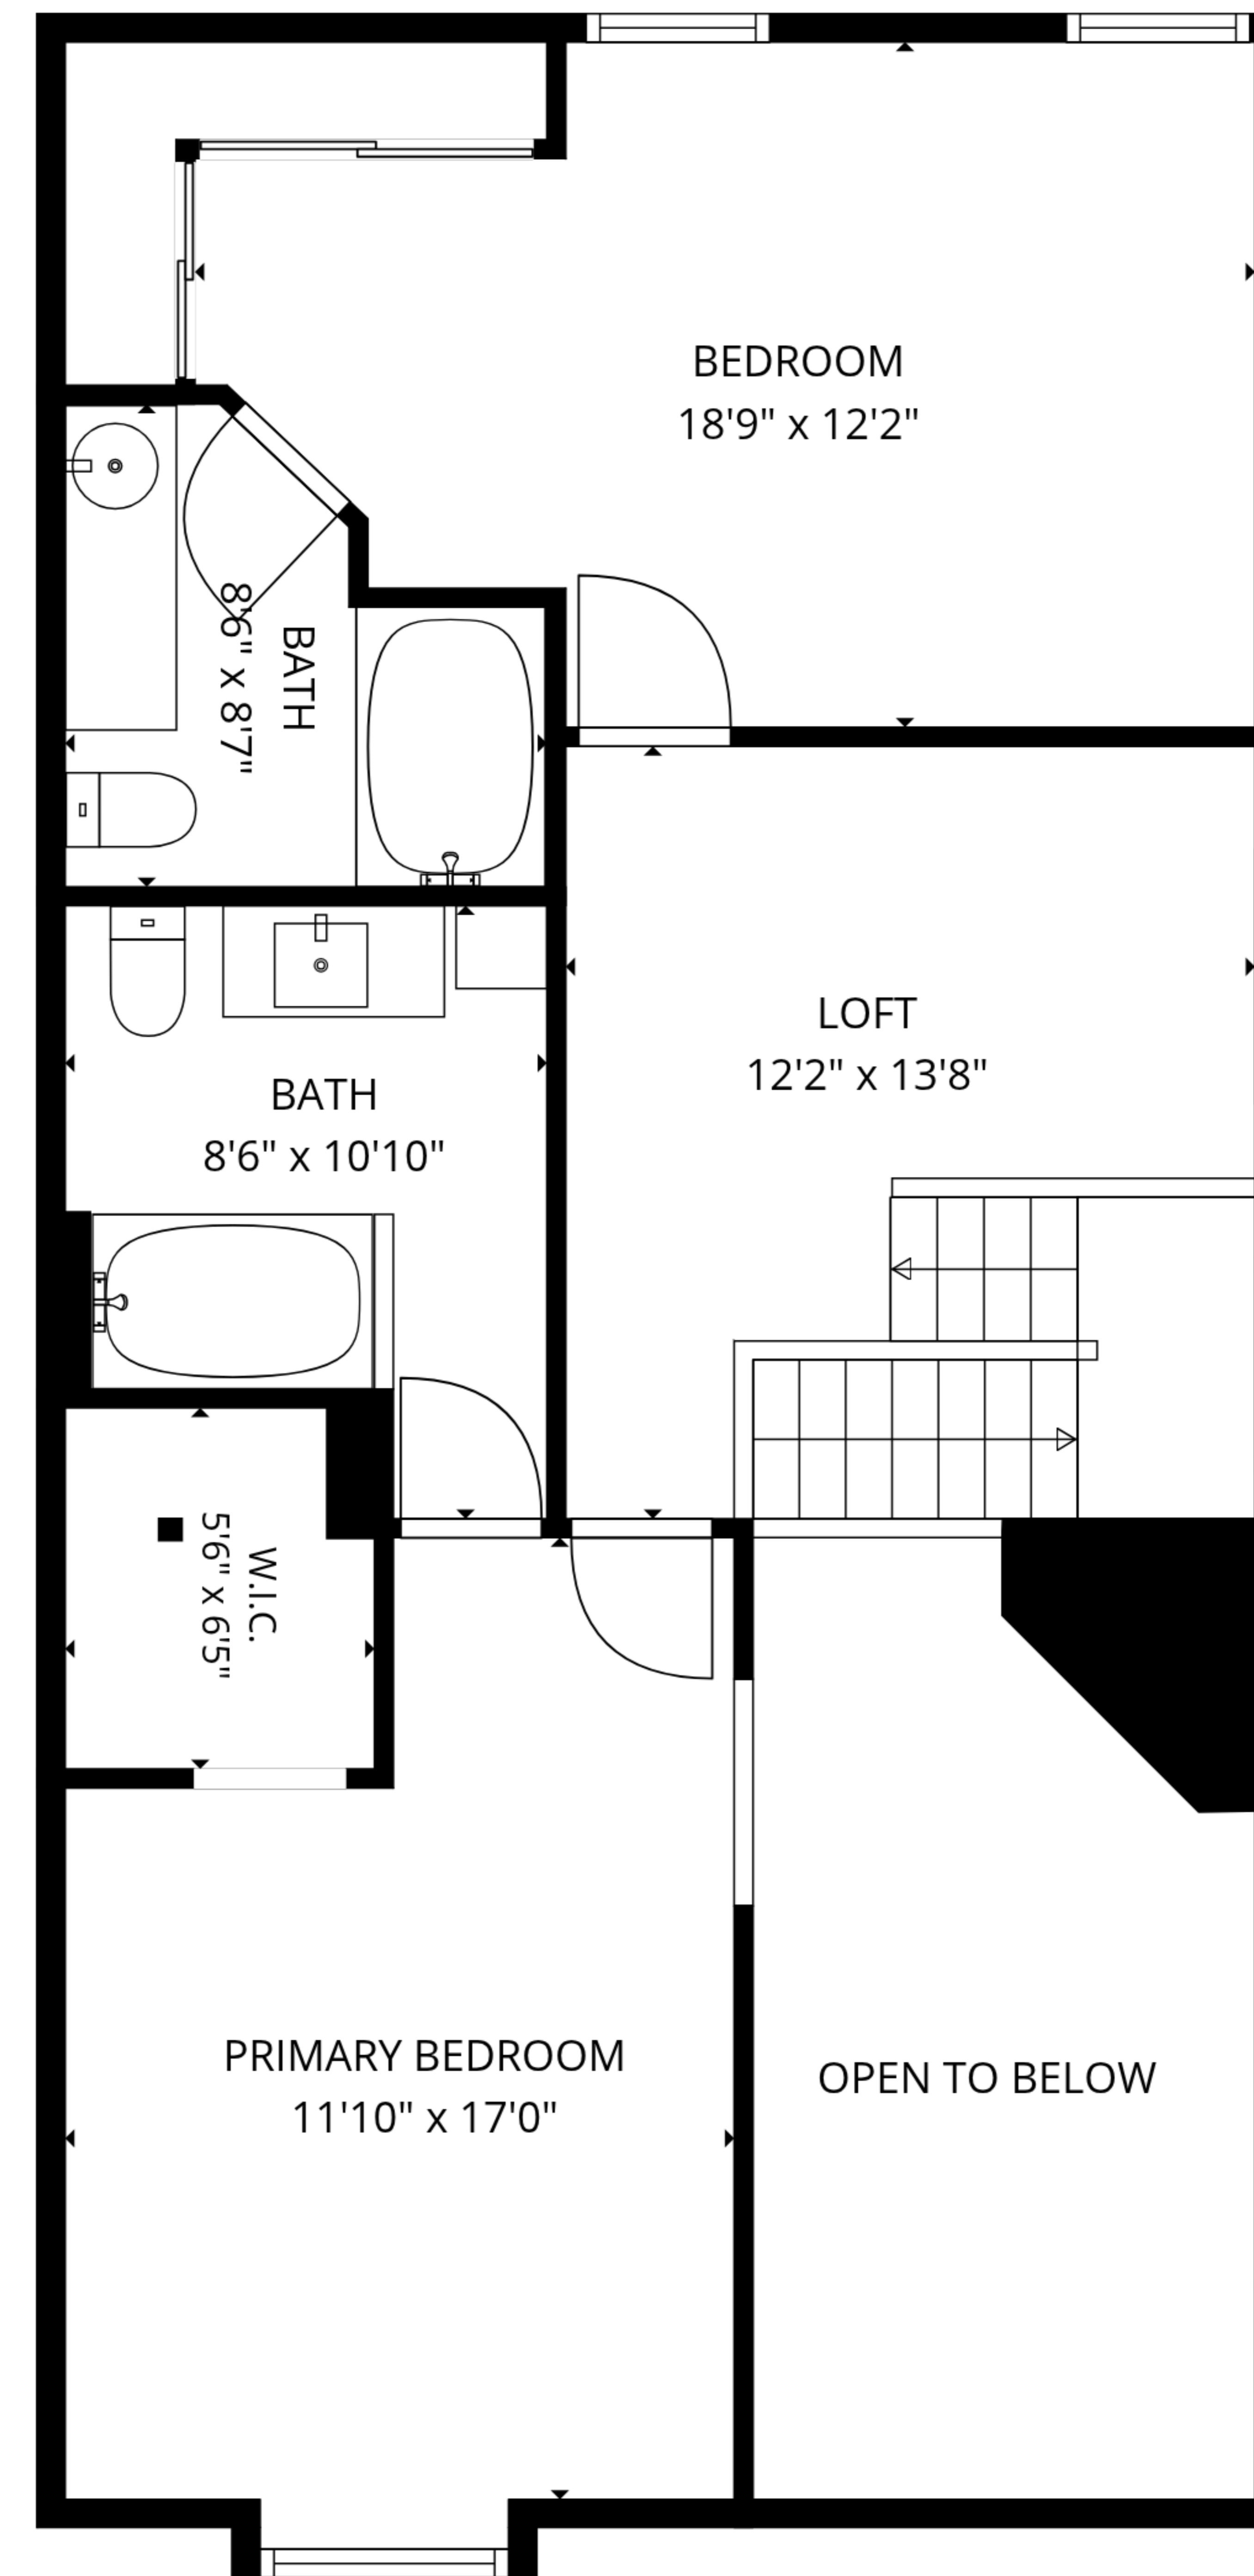 BEDROOM
18'9" x 12'2"
BATH
8'6" x 8'7"
LOFT
12'2" x 13'8"
BATH
8'6" x 10'10"
W.I.C.
5'6" x 6'5"
PRIMARY BEDROOM
11'10" x 17'0"
OPEN TO BELOW